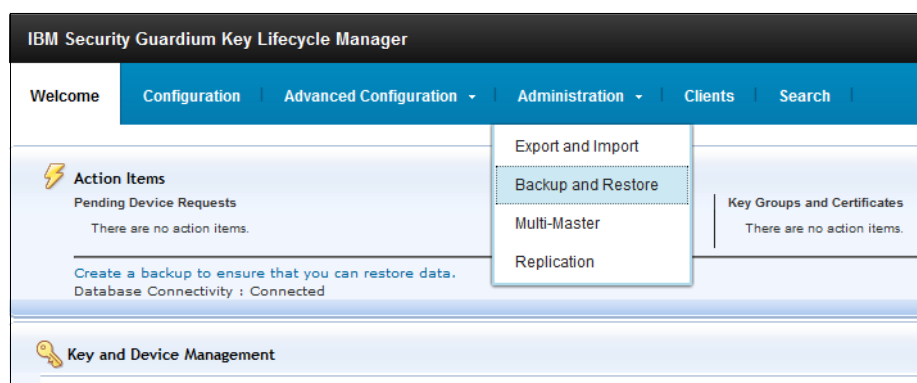 IBM Security Guardium Key Lifecycle Manager
Welcome Configuration Advanced Configuration Administration Clients Search
Export and Import
Backup and Restore
Multi-Master
Replication
Action Items
Pending Device Requests
There are no action items.
Key Groups and Certificates
There are no action items.
Create a backup to ensure that you can restore data.
Database Connectivity : Connected
Key and Device Management